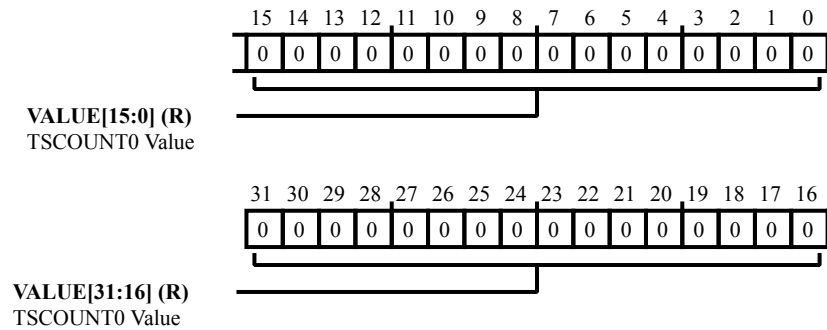 15 14 13 12 11 10 9 8 7 6 5 4 3 2 1 0
0 0 0 0 0 0 0 0 0 0 0 0 0 0 0 0
VALUE[15:0] (R)
TSCOUNT0 Value
31 30 29 28 27 26 25 24 23 22 21 20 19 18 17 16
0 0 0 0 0 0 0 0 0 0 0 0 0 0 0 0
VALUE[31:16] (R)
TSCOUNT0 Value